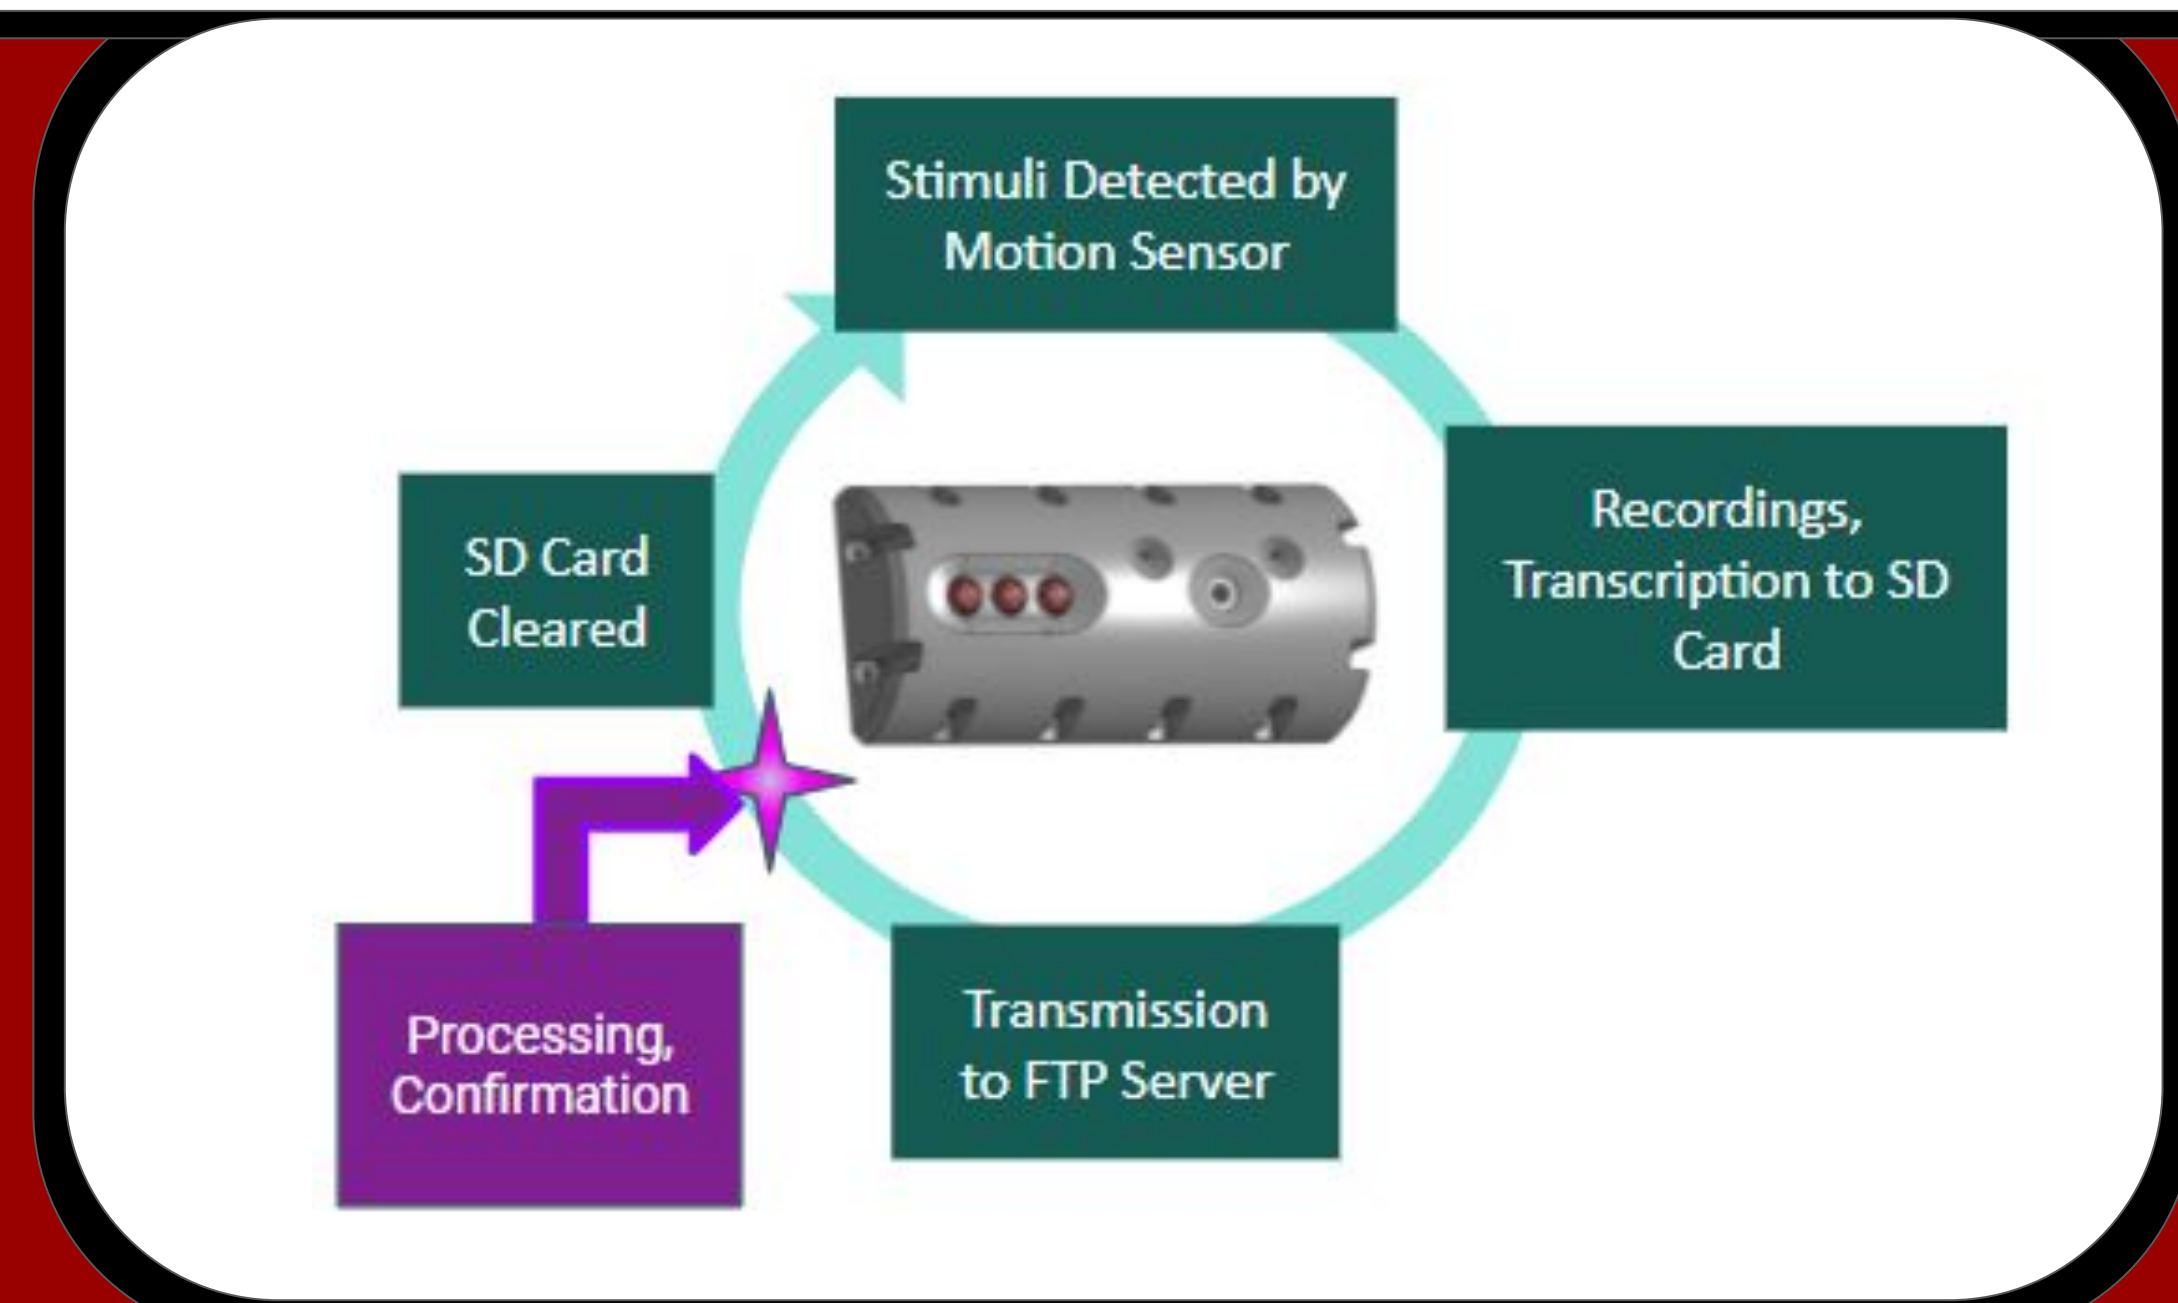 Stimuli Detected by
Motion Sensor
Recordings,
Transcription to SD
Card
SD Card
Cleared
Transmission
to FTP Server
Processing,
Confirmation